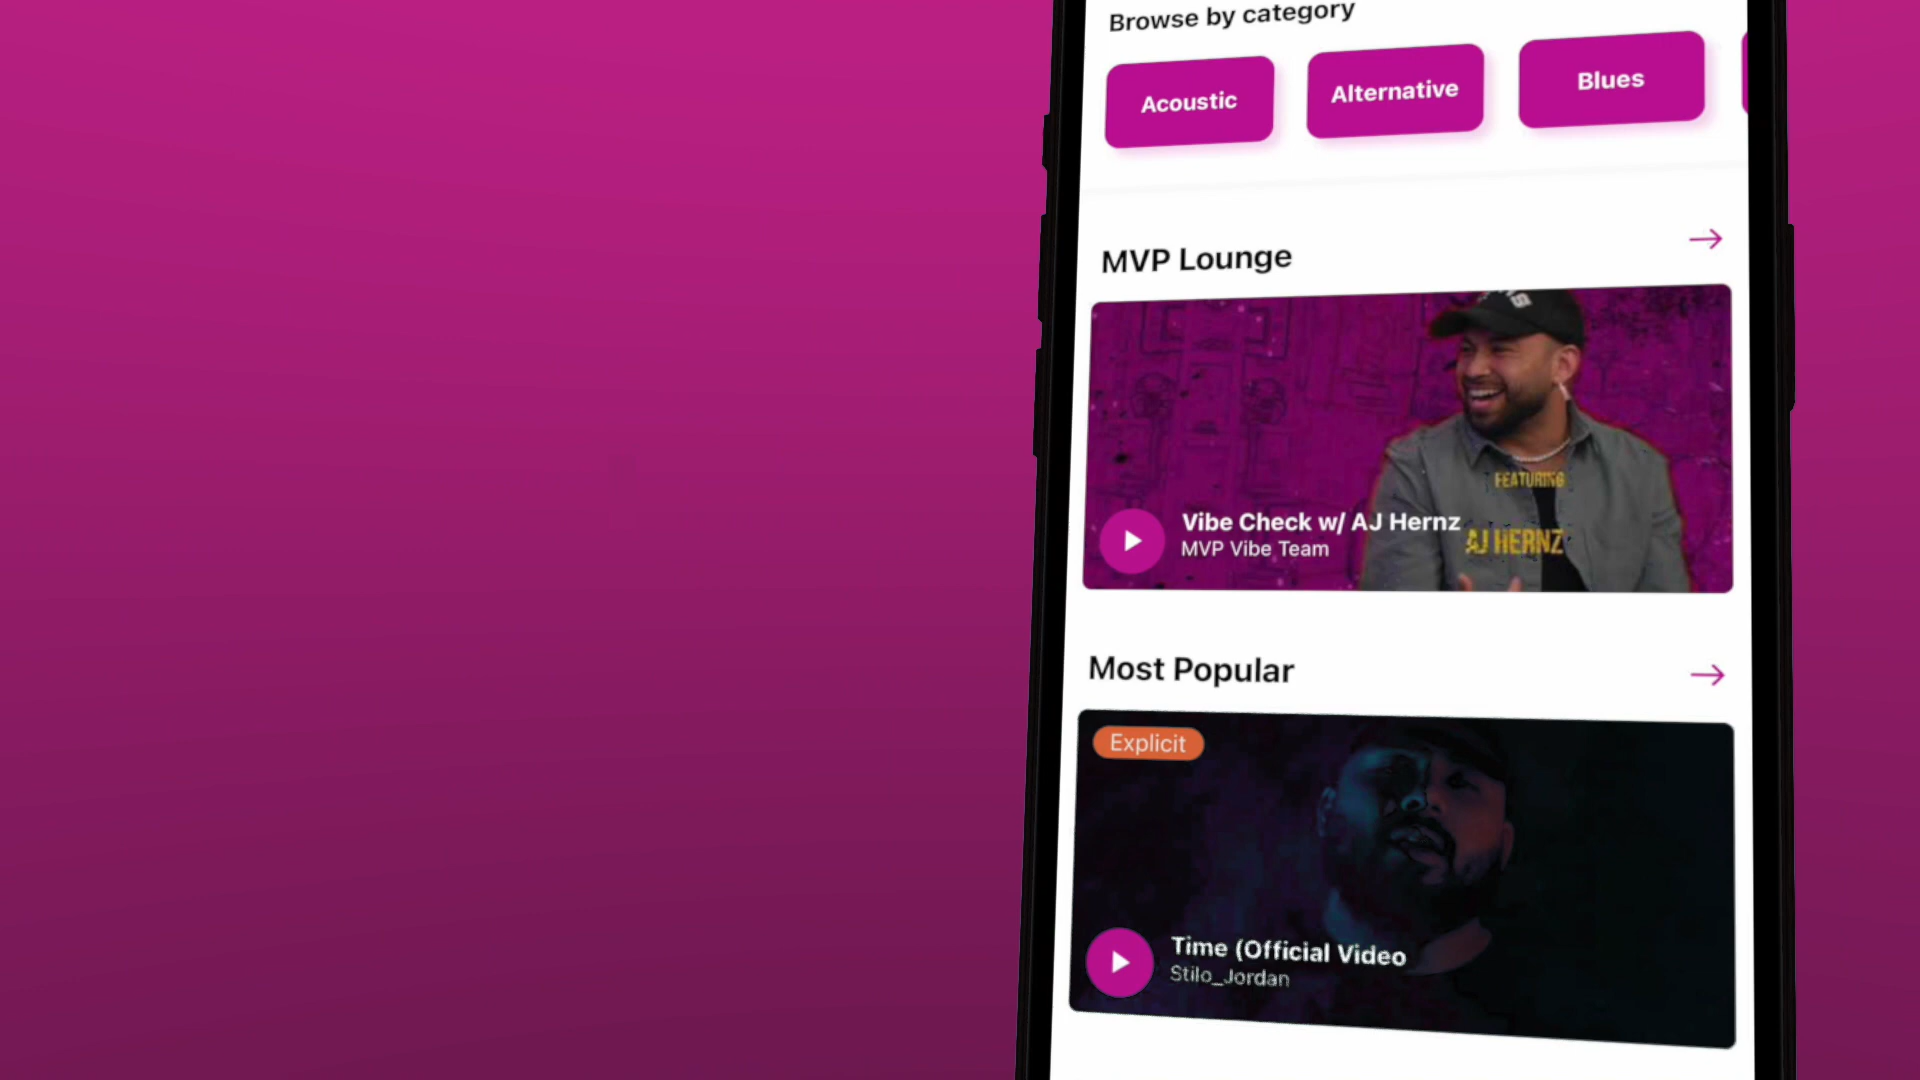 Browse by category
Acoustic
Alternative
Blues
MVP Lounge
FEATURING
AJ HERNZ
Vibe Check w/ AJ Hernz
MVP Vibe Team
Most Popular
Explicit
Time (Official Video
Stilo_Jordan